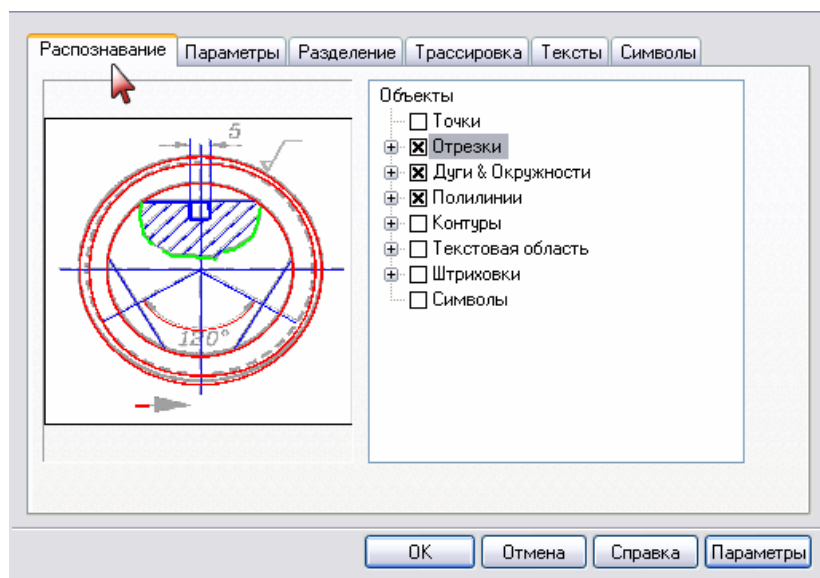 Распознавание Параметры Разделение Трассировка Тексты Символы
5
120°
Объекты
Точки
Отрезки
Дуги & Окружности
Полилинии
Контуры
Текстовая область
Штриховки
Символы
OK Отмена Справка Параметры